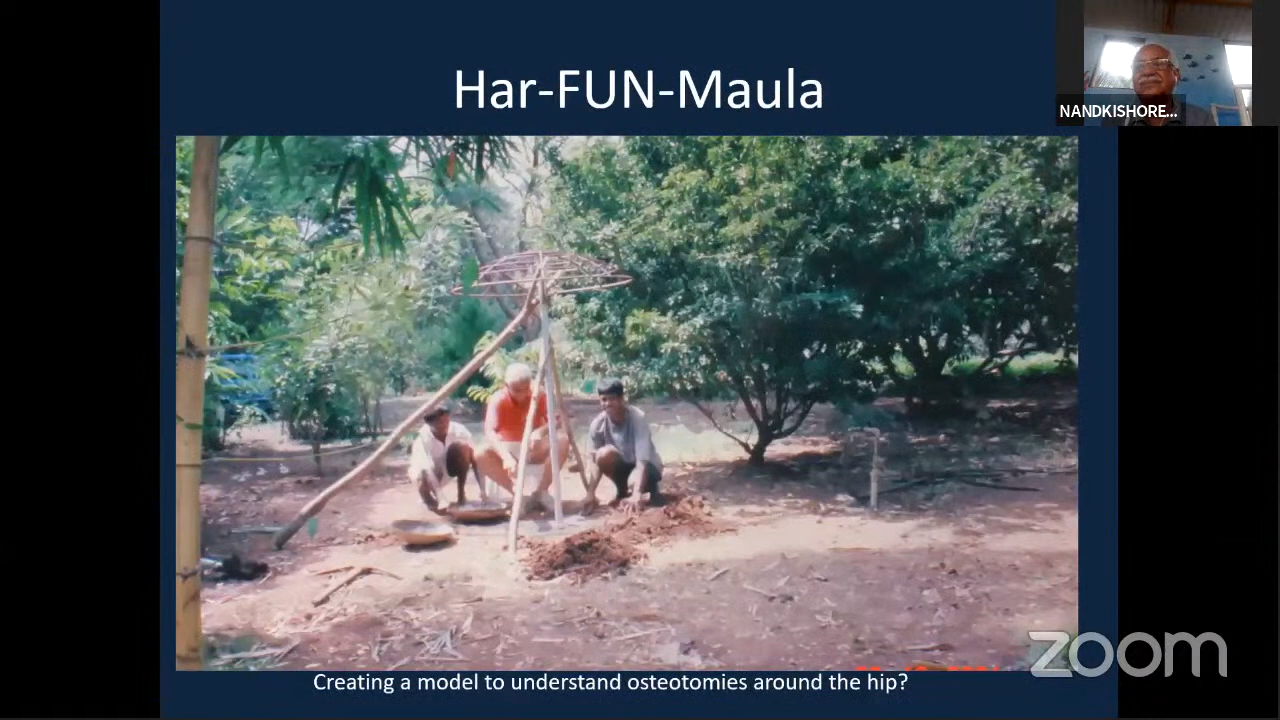 Har-FUN-Maula
NANDKISHORE...
zoom
Creating a model to understand osteotomies around the hip?